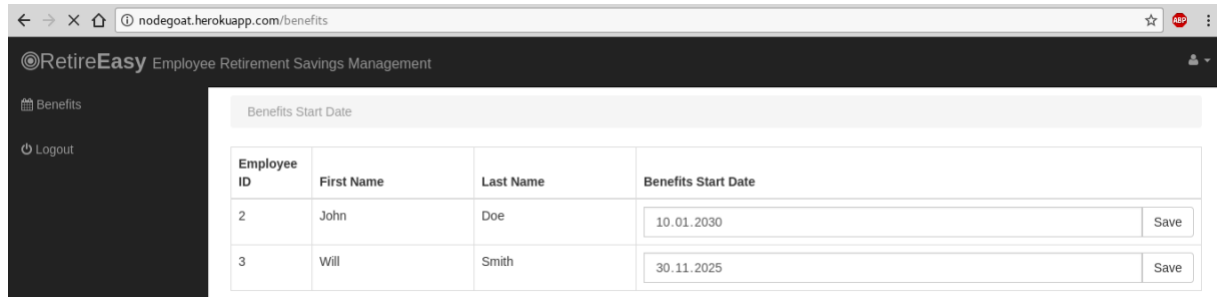 nodegoat.herokuapp.com/benefits
ABP
RetireEasy Employee Retirement Savings Management
Benefits
Benefits Start Date
Logout
Employee ID First Name Last Name Benefits Start Date
2 John Doe 10.01.2030 Save
3 Will Smith 30.11.2025 Save